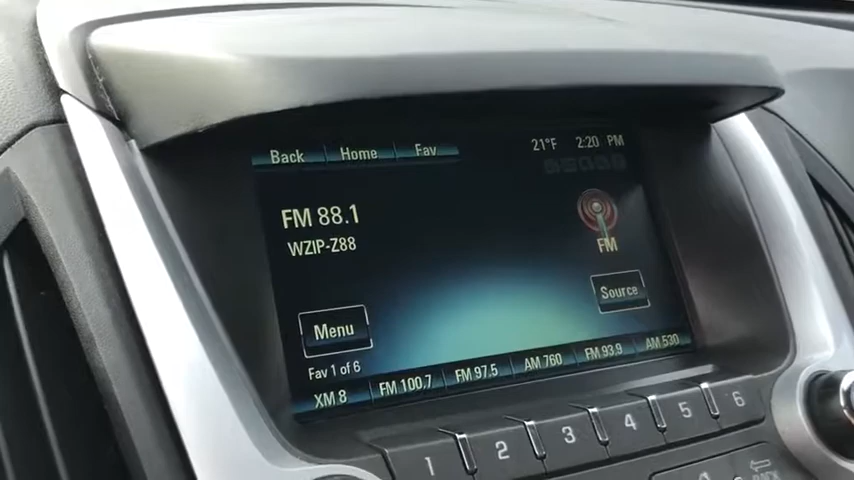 Back Home Fav 21°F 2:20 PM
FM 88.1
WZIP-Z88
FM
Source
Menu
Fav 1 of 6
XM 8 FM 100.7 FM 97.5 AM 760 FM 93.9 AM 530
1 2 3 4 5 6
BACK